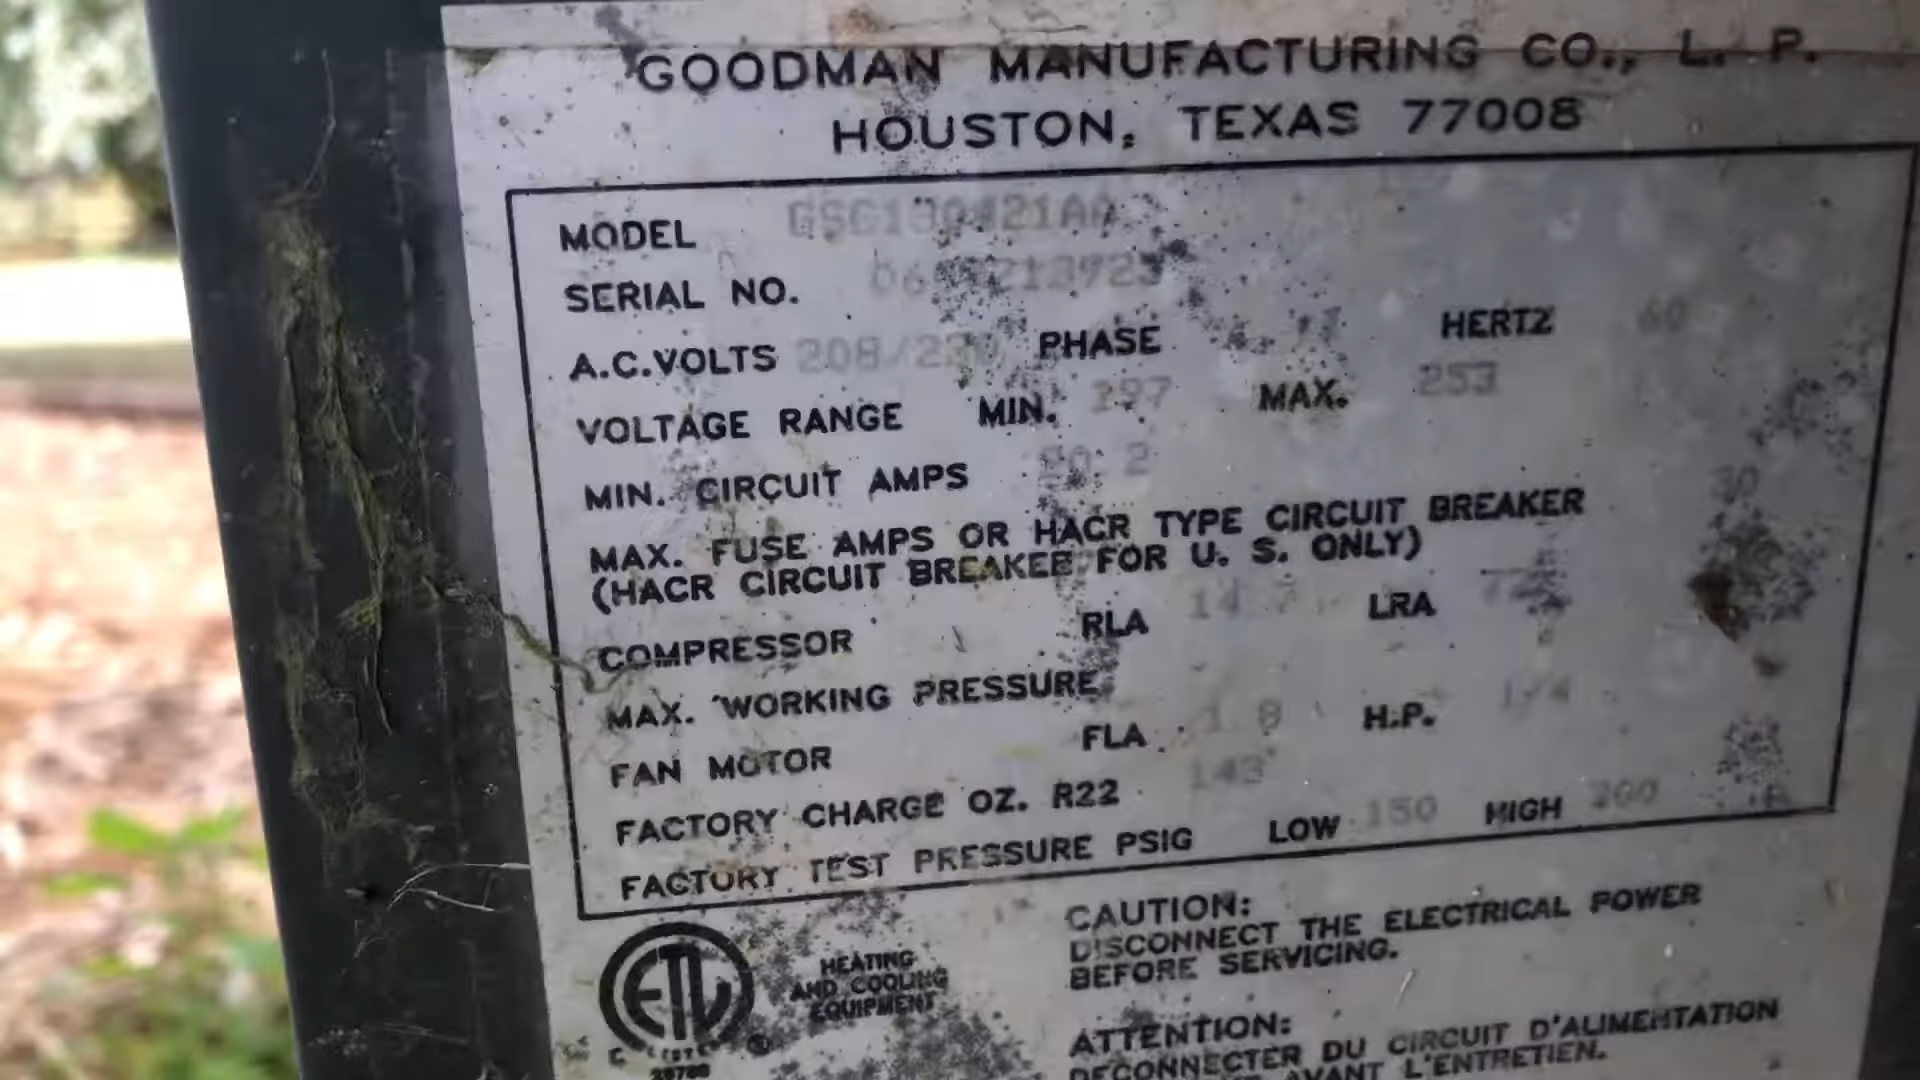 GOODMAN MANUFACTURING CO., L. P.
HOUSTON, TEXAS 77008
MODEL
SERIAL NO.
A.C.VOLTS PHASE HERTZ 60
VOLTAGE RANGE MIN. 197 MAX. 253
MIN. CIRCUIT AMPS
MAX. FUSE AMPS OR HACR TYPE CIRCUIT BREAKER 30
(HACR CIRCUIT BREAKER FOR U. S. ONLY)
COMPRESSOR RLA 14.7 LRA
MAX. WORKING PRESSURE
FAN MOTOR FLA H.P. 1/4
FACTORY CHARGE OZ. R22 143
FACTORY TEST PRESSURE PSIG LOW 150 HIGH
ETL
HEATING
AND COOLING
EQUIPMENT
C
CAUTION:
DISCONNECT THE ELECTRICAL POWER
BEFORE SERVICING.
ATTENTION:
DECONNECTER DU CIRCUIT D'ALIMENTATION
AVANT L'ENTRETIEN.